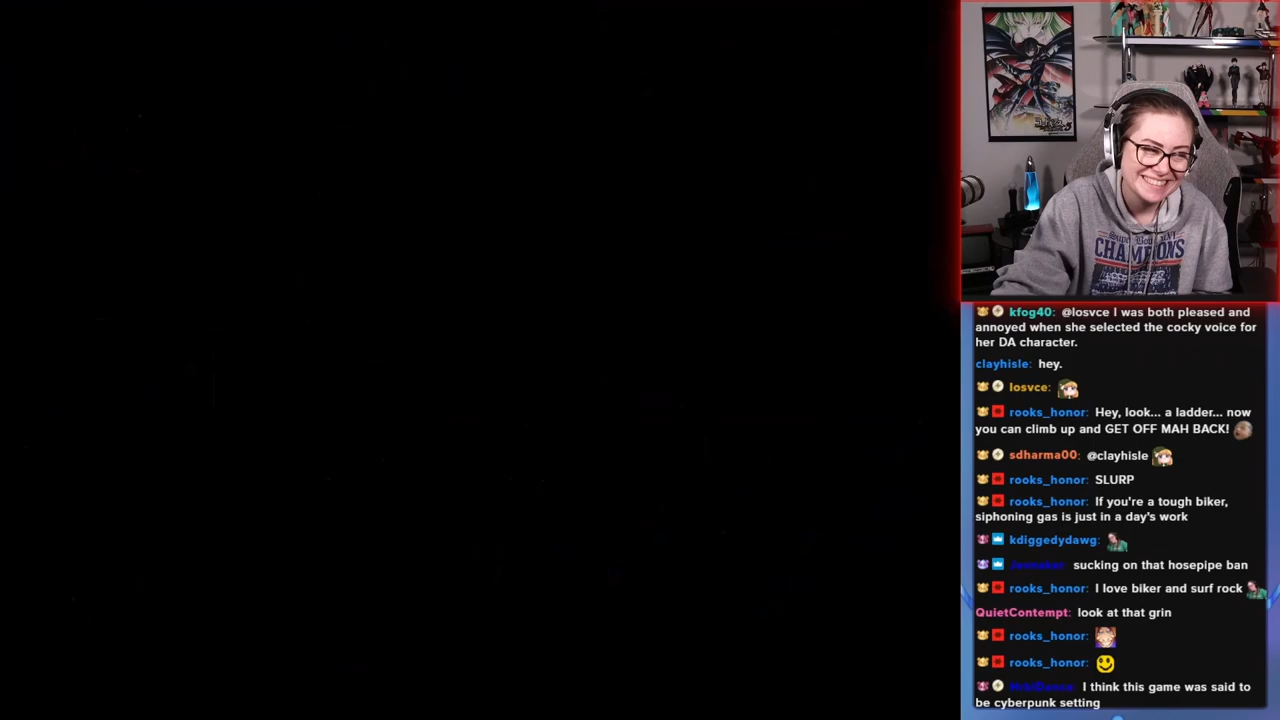 Super Bowl XVI
CHAMPIONS
kfog40: @losvce I was both pleased and
annoyed when she selected the cocky voice for
her DA character.
clayhisle: hey.
losvce:
rooks_honor: Hey, look... a ladder... now
you can climb up and GET OFF MAH BACK!
sdharma00: @clayhisle
rooks_honor: SLURP
rooks_honor: If you're a tough biker,
siphoning gas is just in a day's work
kdiggedydawg:
sucking on that hosepipe ban
rooks_honor: I love biker and surf rock
QuietContempt: look at that grin
rooks_honor:
rooks_honor:
I think this game was said to
be cyberpunk setting